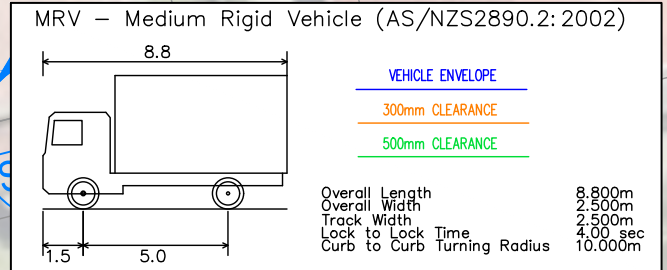 MRV - Medium Rigid Vehicle (AS/NZS2890.2:2002)
8.8
VEHICLE ENVELOPE
300mm CLEARANCE
500mm CLEARANCE
Overall Length 8.800m
Overall Width 2.500m
Track Width 2.500m
Lock to Lock Time 4.00 sec
Curb to Curb Turning Radius 10.000m
1.5 5.0